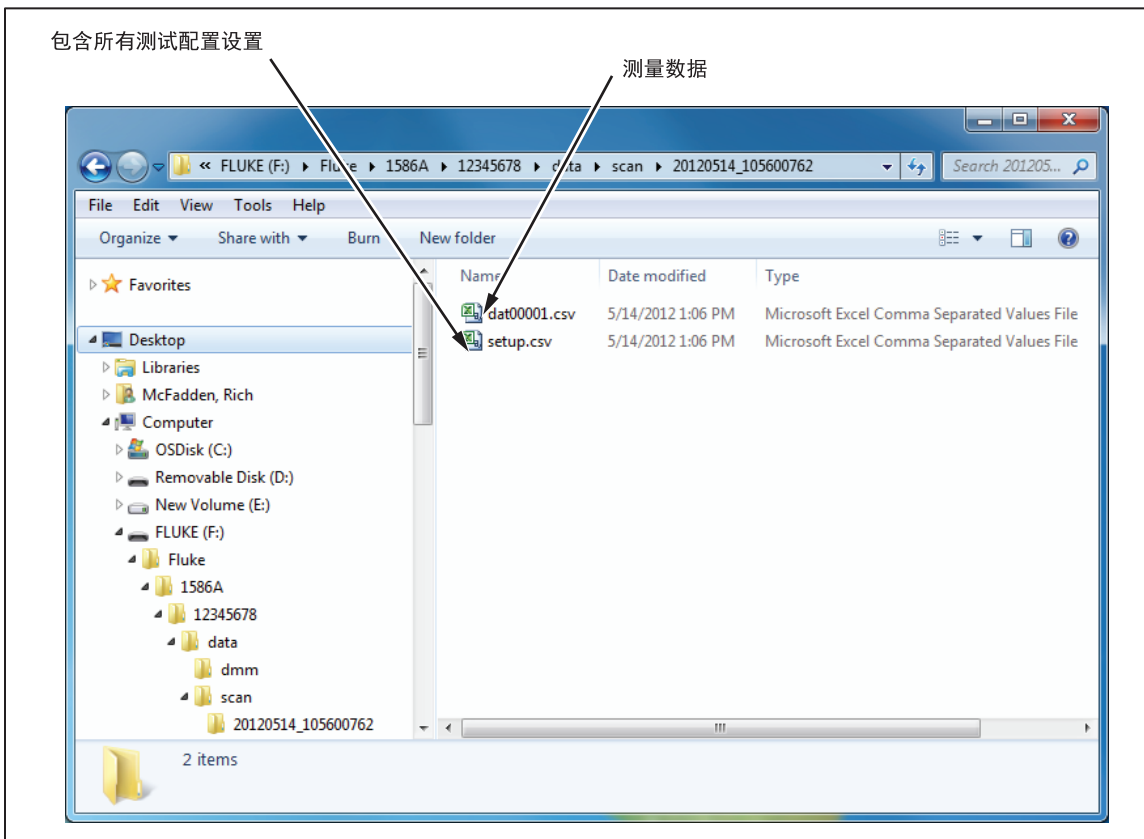 包含所有测试配置设置
测量数据
« FLUKE (F:) ▸ Fluke ▸ 1586A ▸ 12345678 ▸ data ▸ scan ▸ 20120514_105600762
Search 201205...
File Edit View Tools Help
Organize Share with Burn New folder
Name Date modified Type
Favorites
dat00001.csv 5/14/2012 1:06 PM Microsoft Excel Comma Separated Values File
setup.csv 5/14/2012 1:06 PM Microsoft Excel Comma Separated Values File
Desktop
Libraries
McFadden, Rich
Computer
OSDisk (C:)
Removable Disk (D:)
New Volume (E:)
FLUKE (F:)
Fluke
1586A
12345678
data
dmm
scan
20120514_105600762
2 items